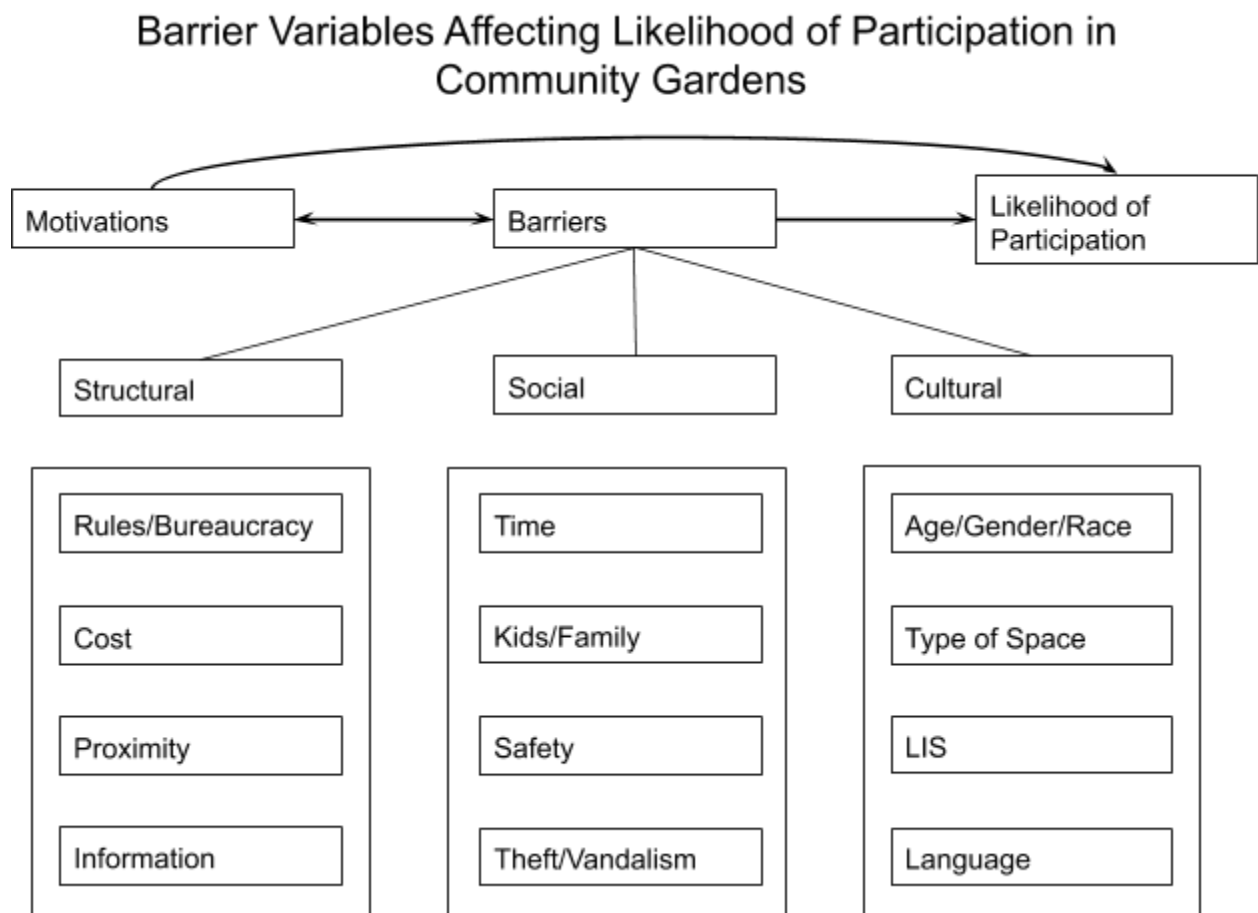 Barrier Variables Affecting Likelihood of Participation in
Community Gardens
Motivations
Barriers
Likelihood of
Participation
Structural
Social
Cultural
Rules/Bureaucracy
Time
Age/Gender/Race
Cost
Kids/Family
Type of Space
Proximity
Safety
LIS
Information
Theft/Vandalism
Language